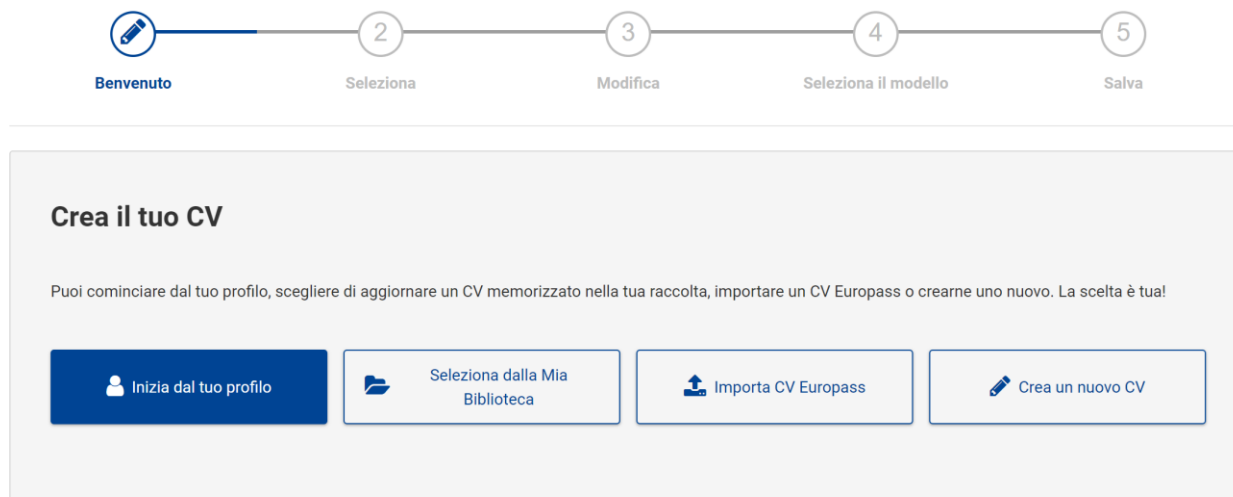 2
3
4
5
Benvenuto
Seleziona
Modifica
Seleziona il modello
Salva
Crea il tuo CV
Puoi cominciare dal tuo profilo, scegliere di aggiornare un CV memorizzato nella tua raccolta, importare un CV Europass o crearne uno nuovo. La scelta è tua!
Inizia dal tuo profilo
Seleziona dalla Mia
Biblioteca
Importa CV Europass
Crea un nuovo CV